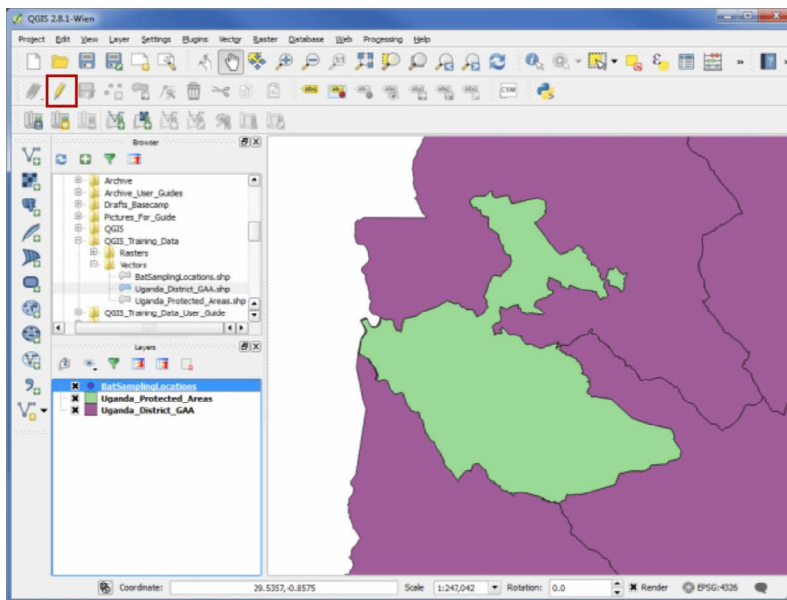 QGIS 2.8.1-Wien
Project Edit View Layer Settings Plugins Vector Raster Database Web Processing Help
CSW
Browser
Archive
Archive_User_Guides
Drafts_Basecamp
Pictures_For_Guide
QGIS
QGIS_Training_Data
Rasters
Vectors
BatSamplingLocations.shp
Uganda_District_GAA.shp
Uganda_Protected_Areas.shp
QGIS_Training_Data_User_Guide
Layers
BatSamplingLocations
Uganda_Protected_Areas
Uganda_District_GAA
Coordinate: 29.5357,-0.8575 Scale 1:247,042 Rotation: 0.0 Render EPSG:4326